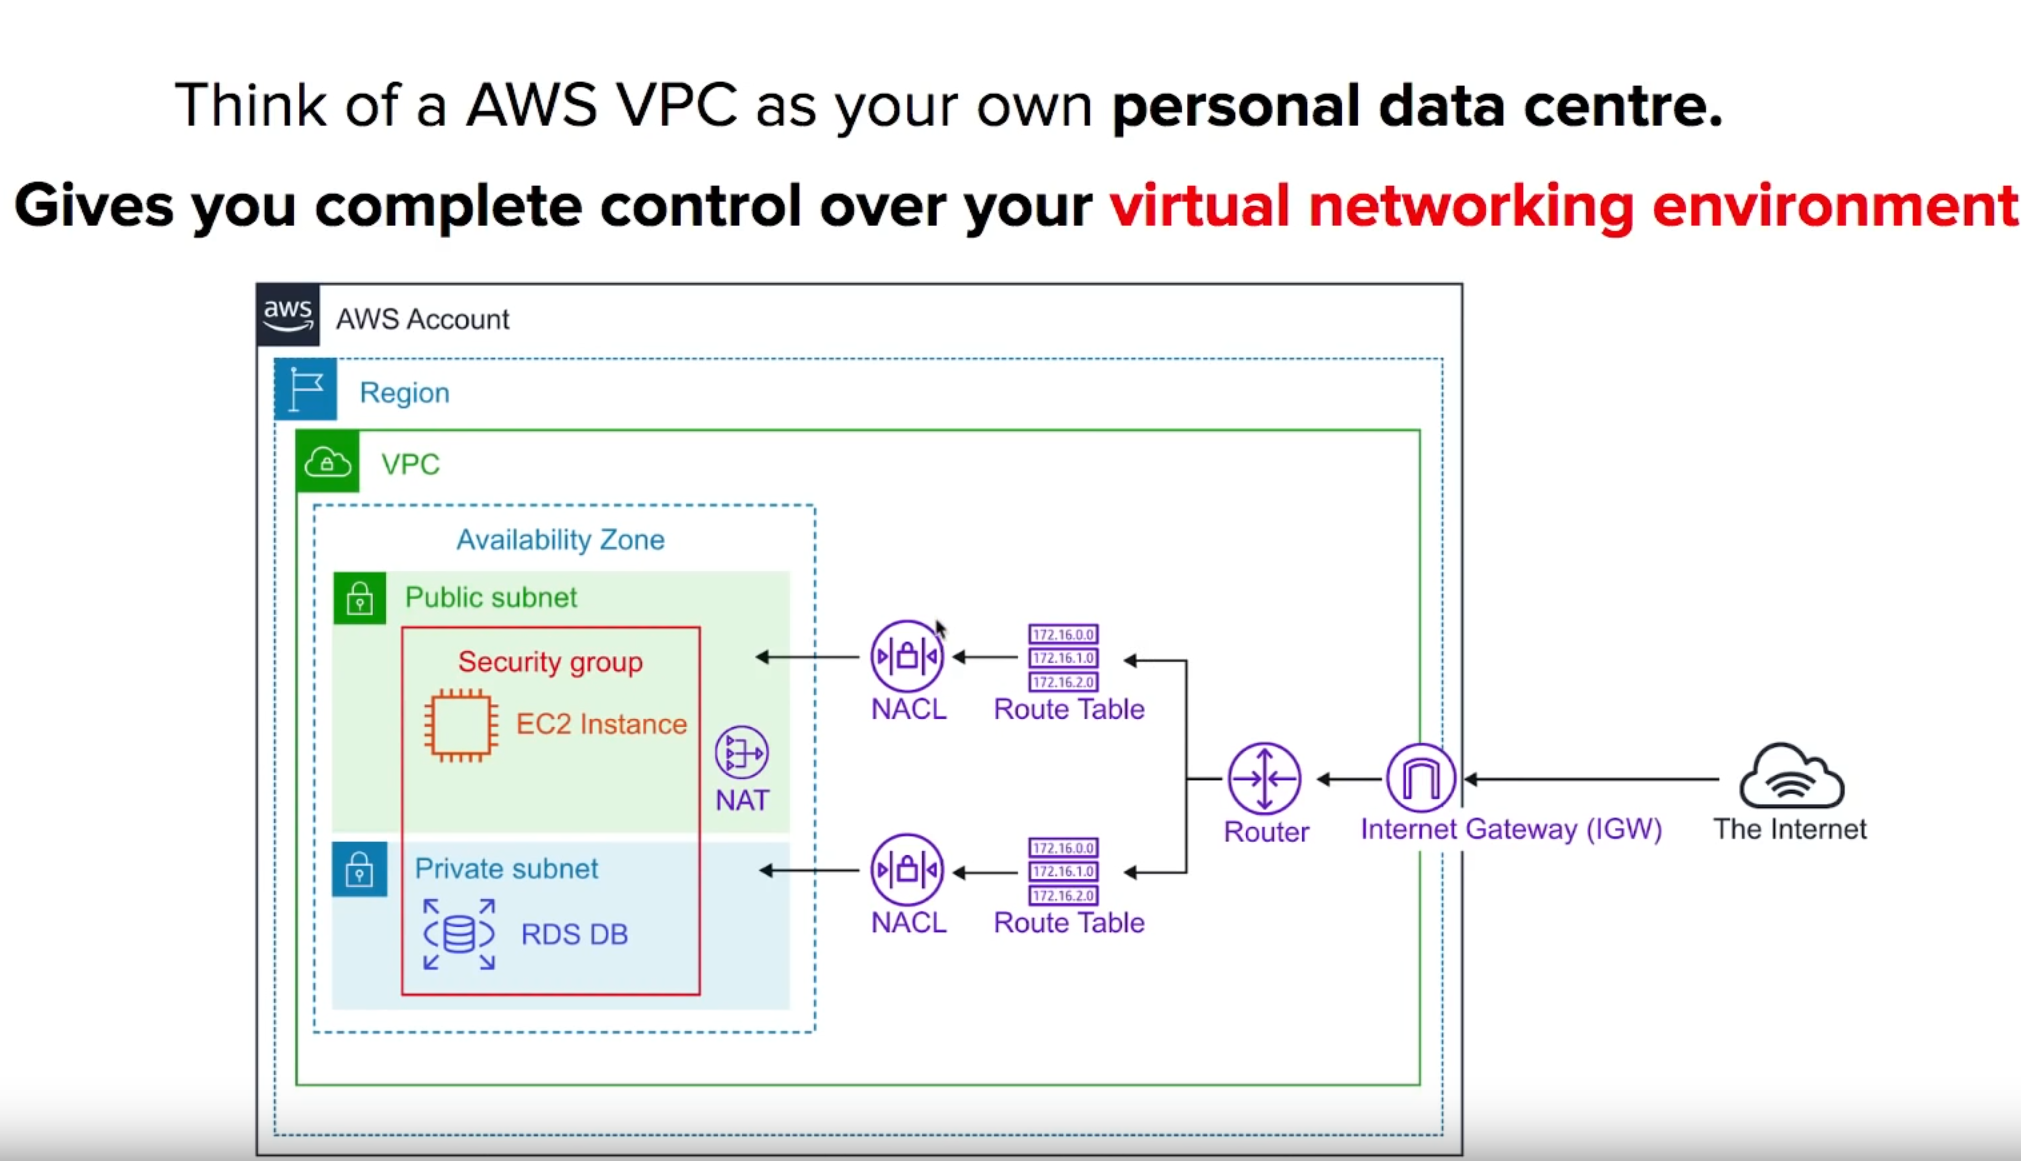 Think of a AWS VPC as your own personal data centre.
Gives you complete control over your virtual networking environment
aws
AWS Account
Region
VPC
Availability Zone
Public subnet
Security group
EC2 Instance
NAT
Private subnet
RDS DB
NACL
172.16.0.0
172.16.1.0
172.16.2.0
Route Table
NACL
172.16.0.0
172.16.1.0
172.16.2.0
Route Table
Router
Internet Gateway (IGW)
The Internet